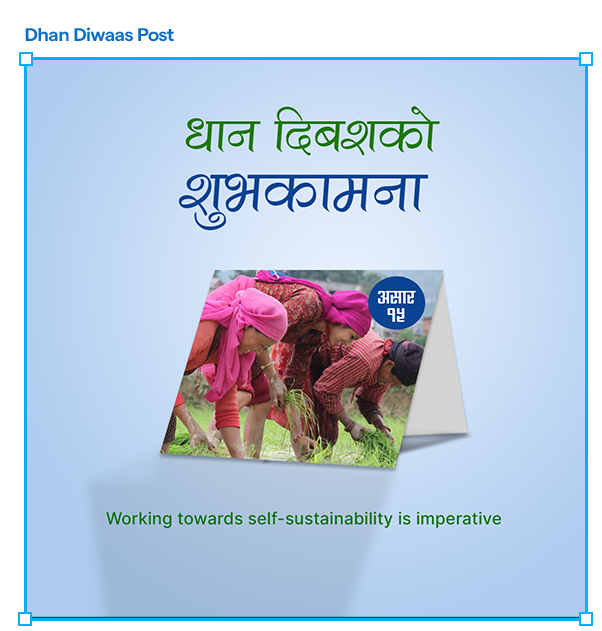 Dhan Diwaas Post
धान दिबशको
शुभकामना
असार
१५
Working towards self-sustainability is imperative